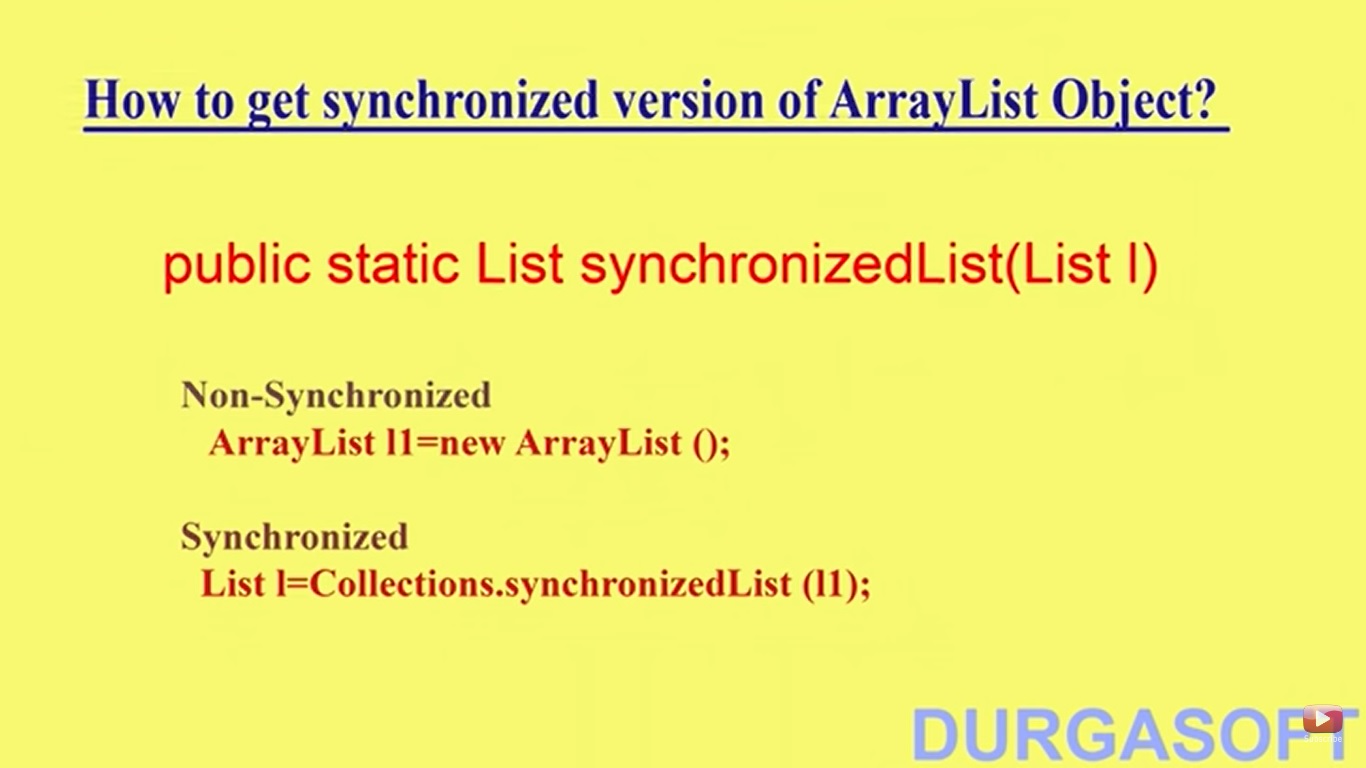 How to get synchronized version of ArrayList Object?
public static List synchronizedList(List l)
Non-Synchronized
ArrayList l1=new ArrayList ();
Synchronized
List l=Collections.synchronizedList (l1);
DURGASOFT